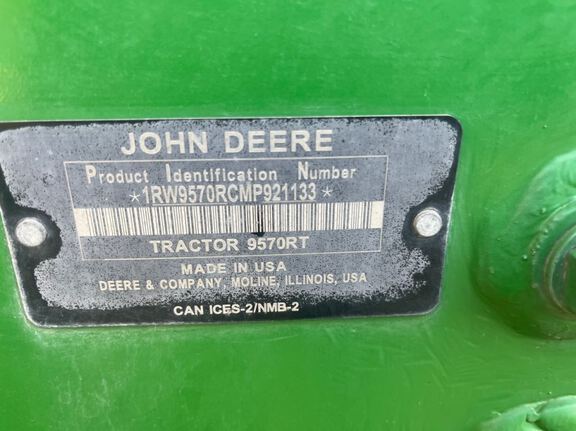 JOHN DEERE
Product Identification Number
*1RW9570RCMP921133*
TRACTOR 9570RT
MADE IN USA
DEERE & COMPANY, MOLINE, ILLINOIS, USA
CAN ICES-2/NMB-2